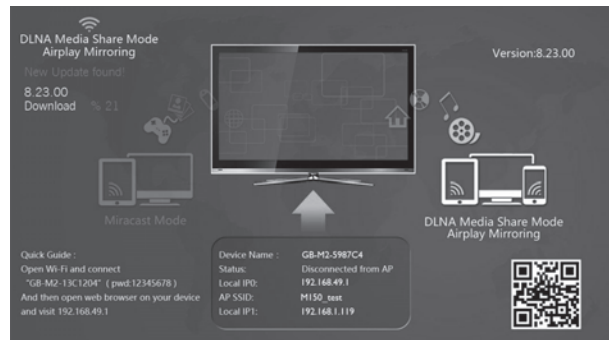 DLNA Media Share Mode
Airplay Mirroring
New Update found!
8.23.00
Download % 21
Version:8.23.00
Miracast Mode
DLNA Media Share Mode
Airplay Mirroring
Quick Guide :
Open Wi-Fi and connect
"GB-M2-13C1204" ( pwd:12345678 )
And then open web browser on your device
and visit 192.168.49.1
Device Name : GB-M2-5987C4
Status: Disconnected from AP
Local IP0: 192.168.49.1
AP SSID: M150_test
Local IP1: 192.168.1.119